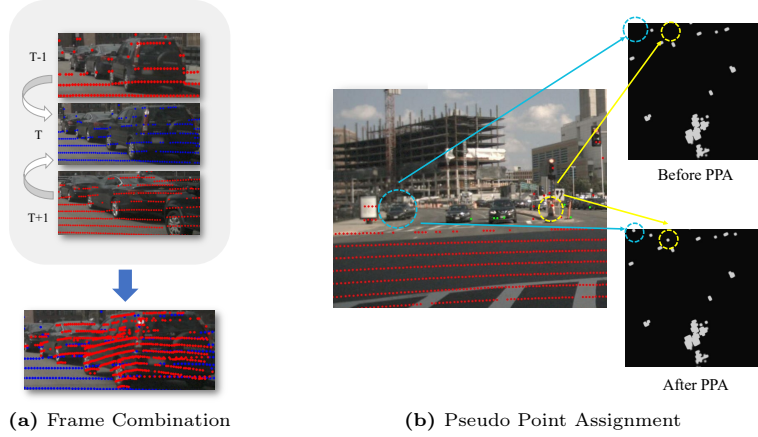 T-1
T
T+1
Before PPA
After PPA
(a) Frame Combination
(b) Pseudo Point Assignment